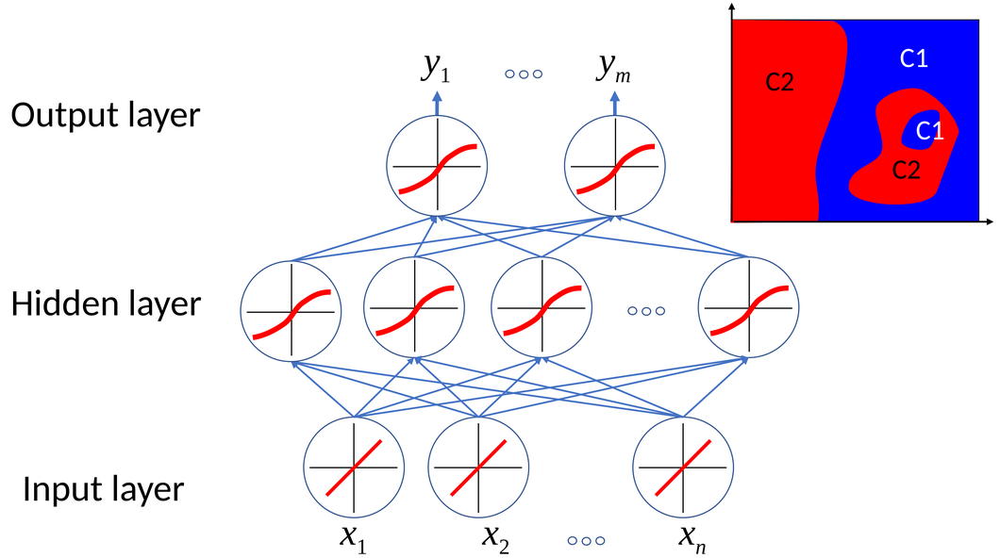 y1 ym
Output layer
C2
C1
C1
C2
Hidden layer
Input layer
x1 x2 xn